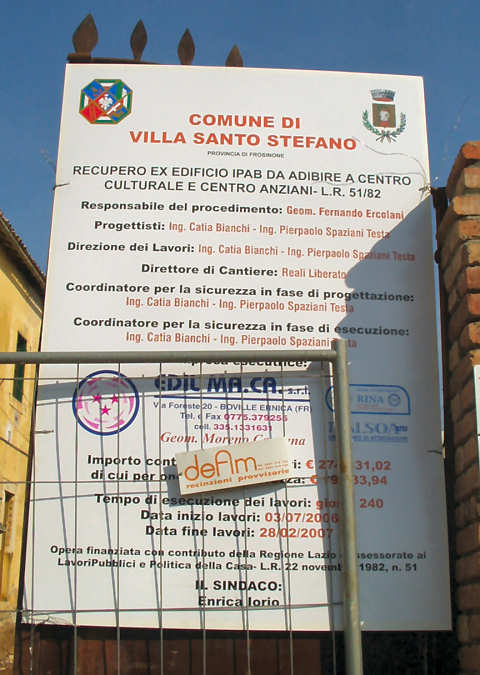 COMUNE DI
VILLA SANTO STEFANO
PROVINCIA DI FROSINONE
RECUPERO EX EDIFICIO IPAB DA ADIBIRE A CENTRO
CULTURALE E CENTRO ANZIANI- L.R. 51/82
Responsabile del procedimento: Geom. Fernando Ercolani
Progettisti: Ing. Catia Bianchi - Ing. Pierpaolo Spaziani Testa
Direzione dei Lavori: Ing. Catia Bianchi - Ing. Pierpaolo Spaziani Testa
Direttore di Cantiere: Reali Liberato
Coordinatore per la sicurezza in fase di progettazione:
Ing. Catia Bianchi - Ing. Pierpaolo Spaziani Testa
Coordinatore per la sicurezza in fase di esecuzione:
Ing. Catia Bianchi - Ing. Pierpaolo Spaziani
esecutrice:
EDIL MA.CA. s.r.l.
Via Foreste 20 - BOVILLE ERNICA (FR)
Tel. e Fax 0775.379256
cell. 335.1331631
RINA
Geom. Moreno
deAm
recinzioni provvisorie
Importo
di cui per
Tempo di esecuzione dei lavori: 240
Data inizio lavori: 03/07/2006
Data fine lavori: 28/02/2007
Opera finanziata con contributo della Regione Lazio ssessorato ai
LavoriPubblici e Politica della Casa- L.R. 22 novembre 1982, n. 51
IL SINDACO:
Enrica Iorio